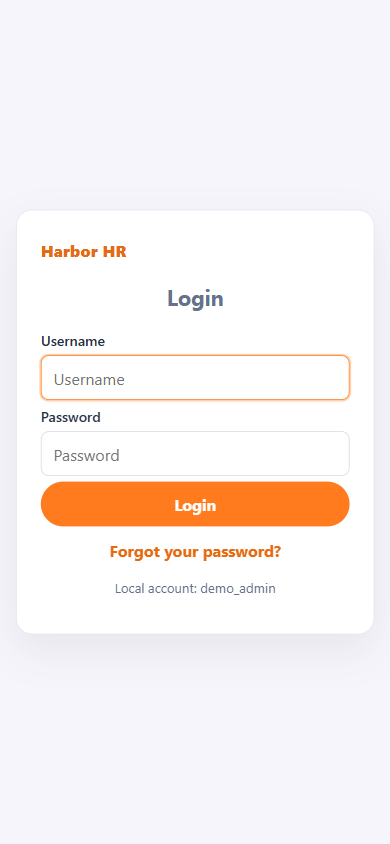 Harbor HR
Login
Username
Username
Password
Password
Login
Forgot your password?
Local account: demo_admin